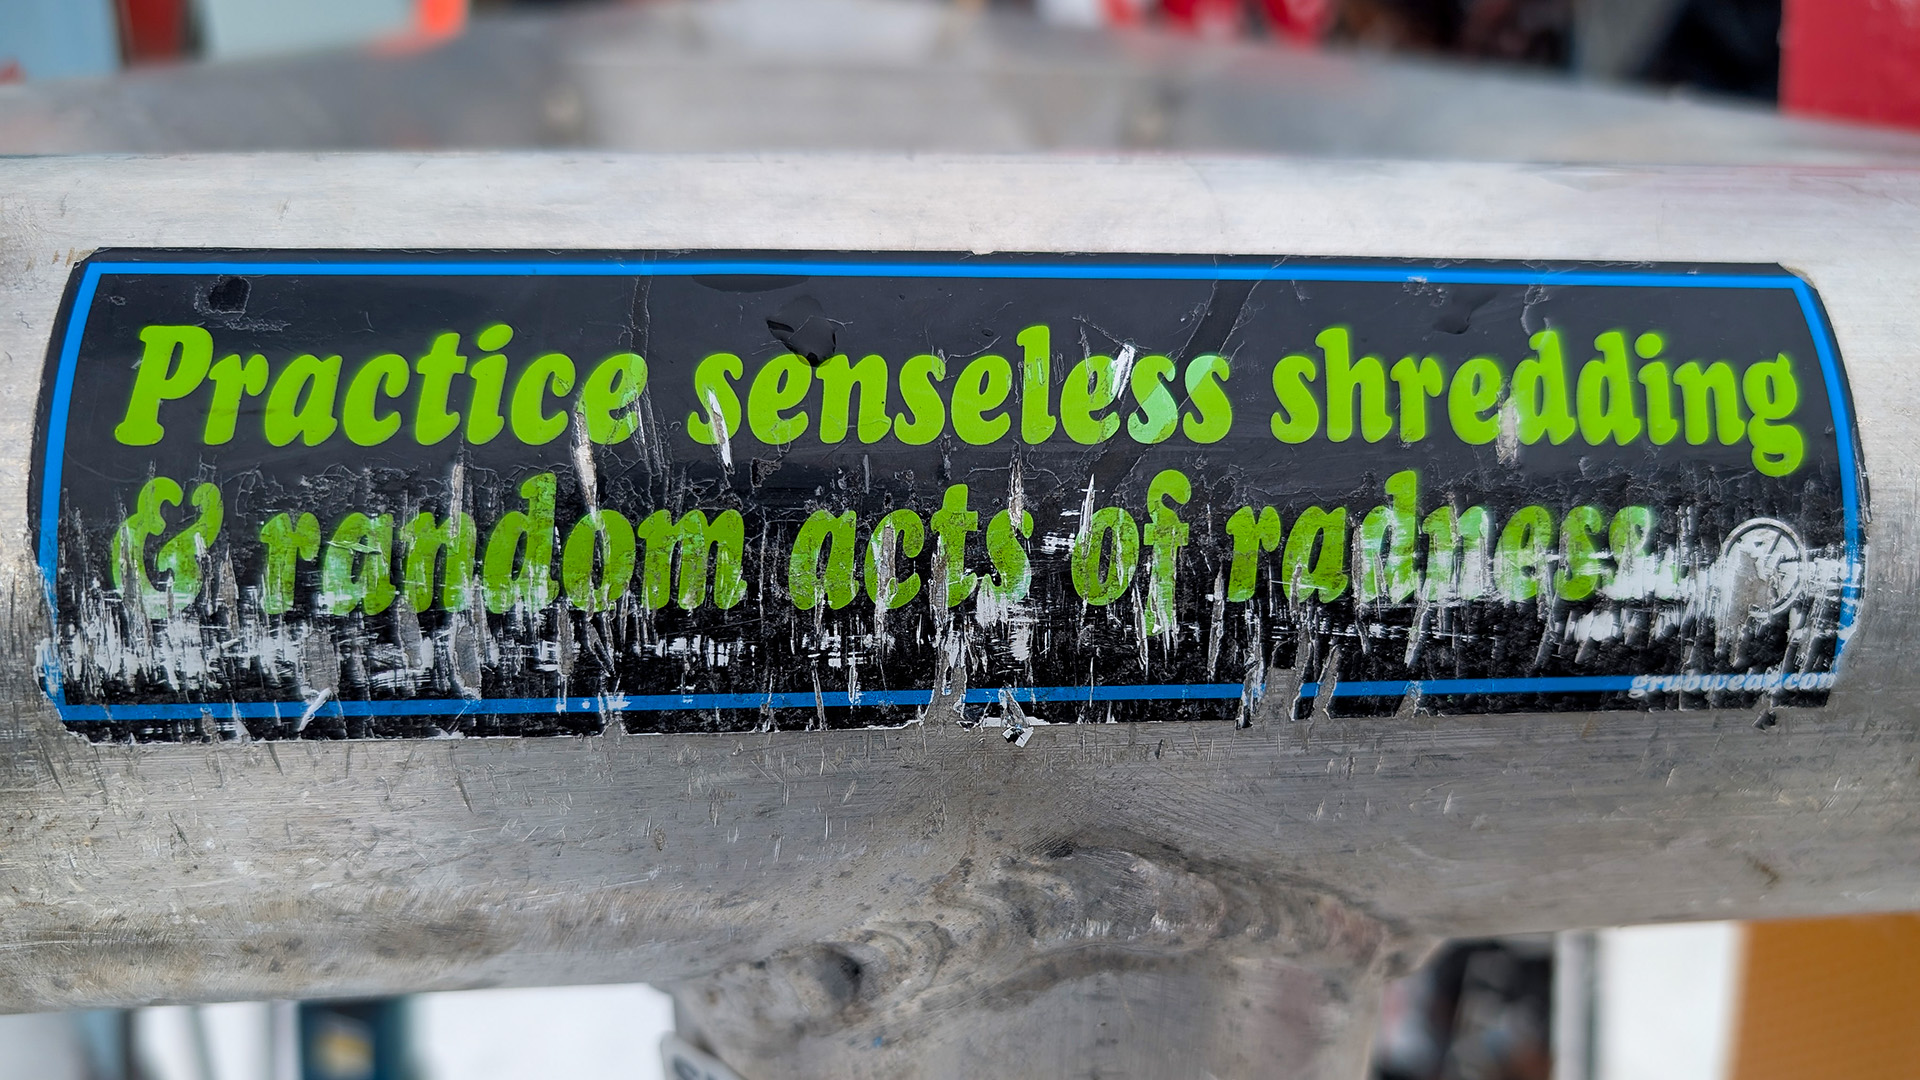 Practice senseless shredding
& random acts of radness